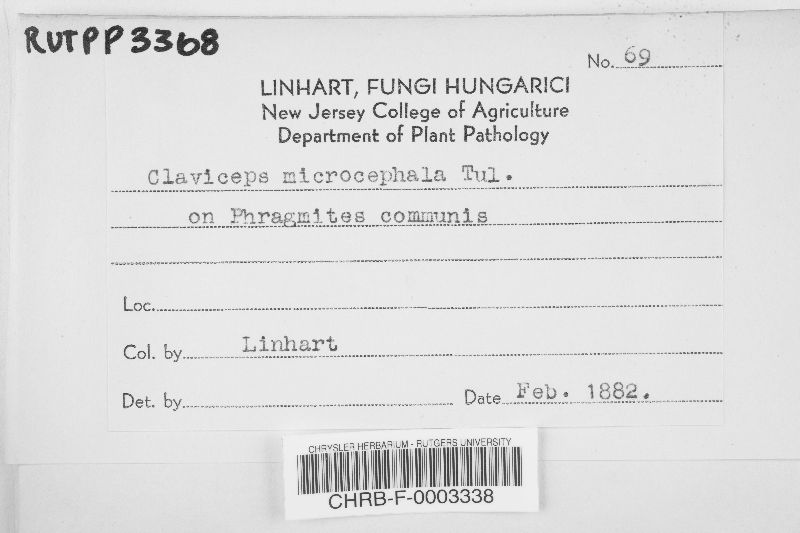 RUTPP3368
No. 69
LINHART, FUNGI HUNGARICI
New Jersey College of Agriculture
Department of Plant Pathology
Claviceps microcephala Tul.
on Phragmites communis
Loc.
Col. by Linhart
Det. by Date Feb. 1882.
CHRYSLER HERBARIUM - RUTGERS UNIVERSITY
CHRB-F-0003338